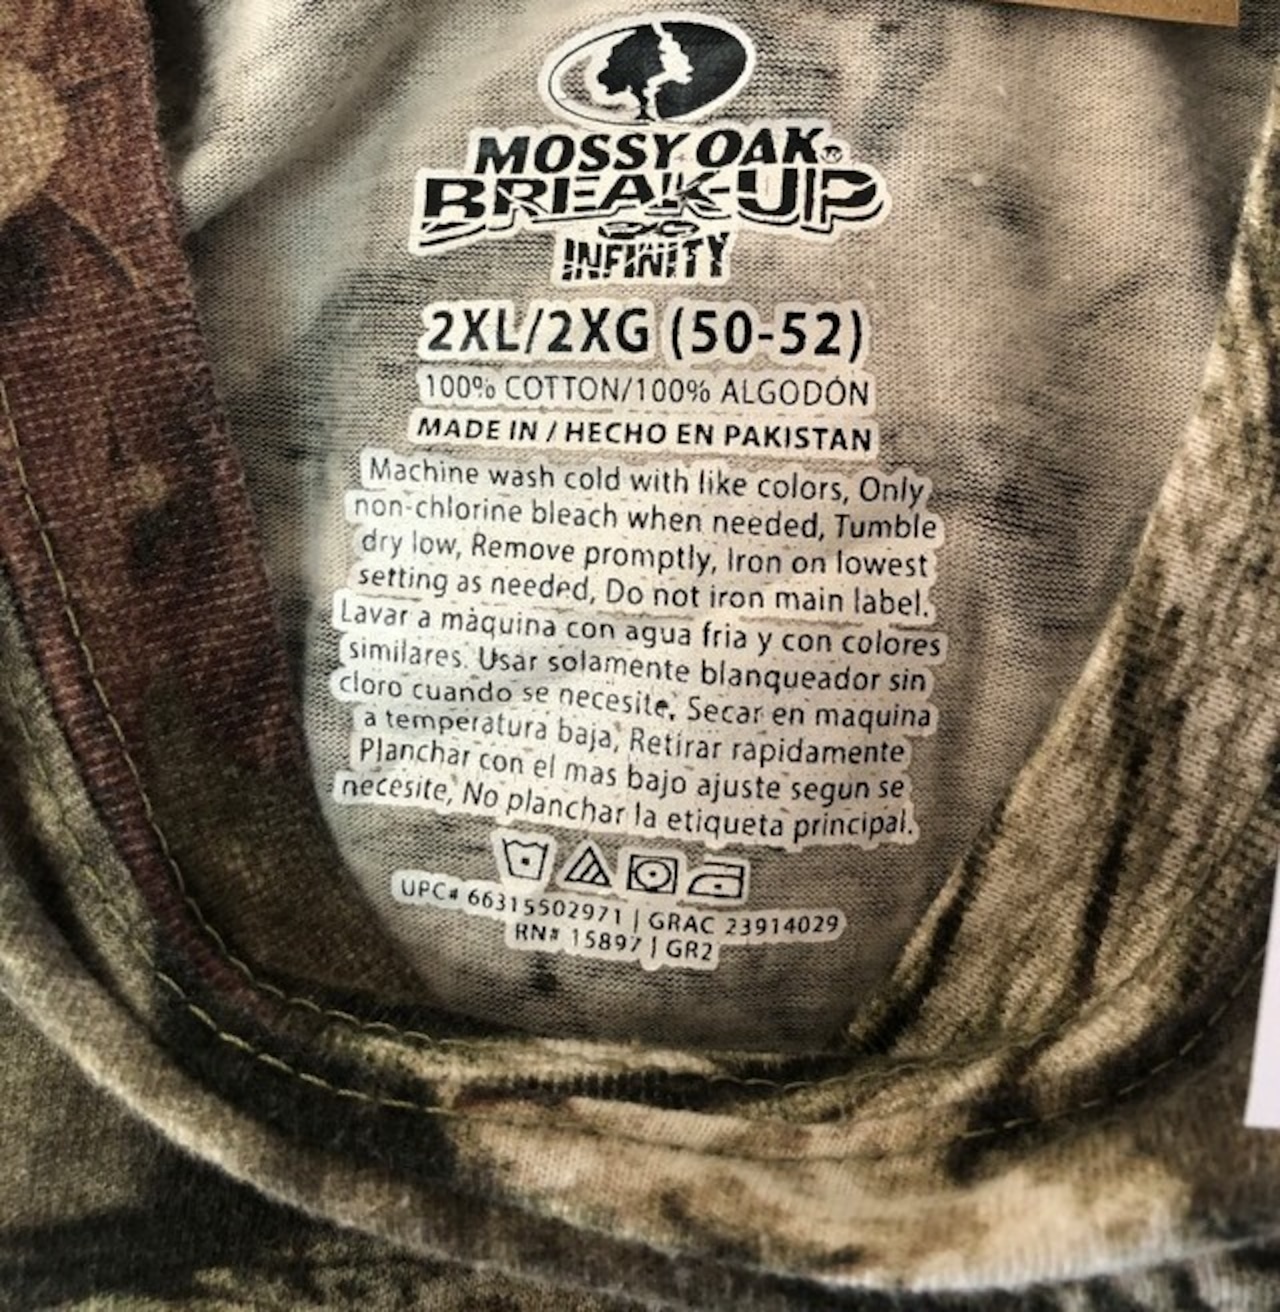 MOSSY OAK®
BREAK-UP
INFINITY
2XL/2XG (50-52)
100% COTTON/100% ALGODÓN
MADE IN / HECHO EN PAKISTAN
Machine wash cold with like colors, Only
non-chlorine bleach when needed, Tumble
dry low, Remove promptly, Iron on lowest
setting as needed, Do not iron main label.
Lavar a màquina con agua fria y con colores
similares. Usar solamente blanqueador sin
cloro cuando se necesite, Secar en maquina
a temperatura baja, Retirar rapidamente
Planchar con el mas bajo ajuste segun se
necesite, No planchar la etiqueta principal.
UPC# 66315502971 | GRAC 23914029
RN# 15897 | GR2